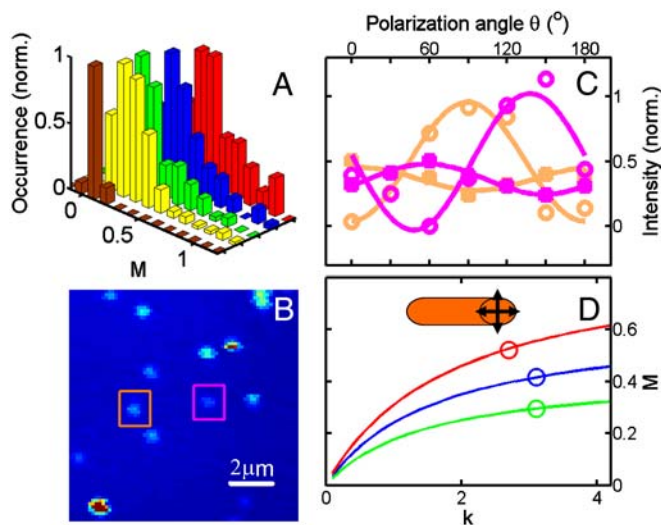 A
Occurrence (norm.)
1
0.5
0
0
0.5
1
M
Polarization angle θ (°)
0 60 120 180
C
1
0.5
0
Intensity (norm.)
B
2μm
D
0.6
0.4
0.2
0
M
0 2 4
k